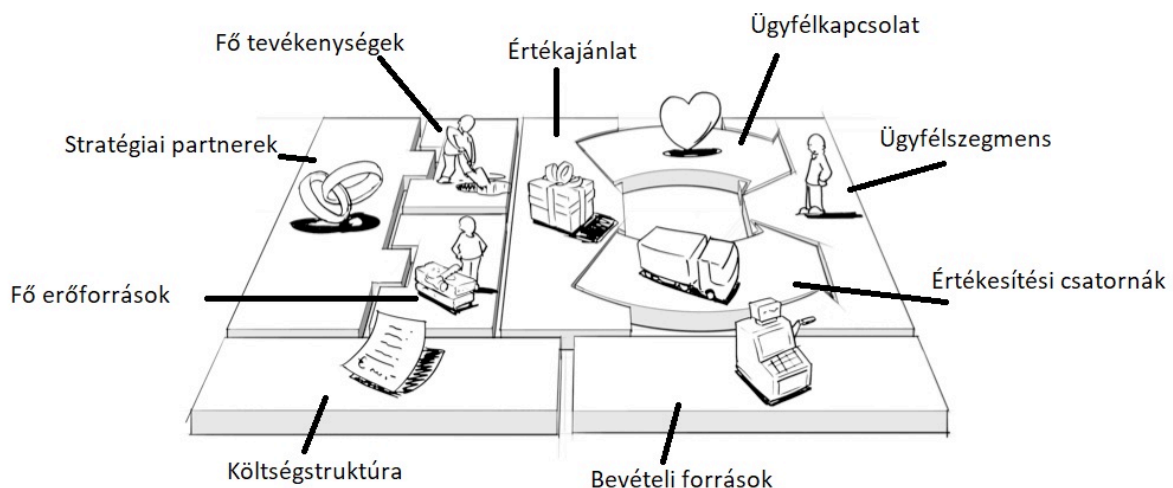 Ügyfélkapcsolat
Fő tevékenységek
Értékajánlat
Stratégiai partnerek
Ügyfélszegmens
Fő erőforrások
Értékesítési csatornák
Költségstruktúra
Bevételi források